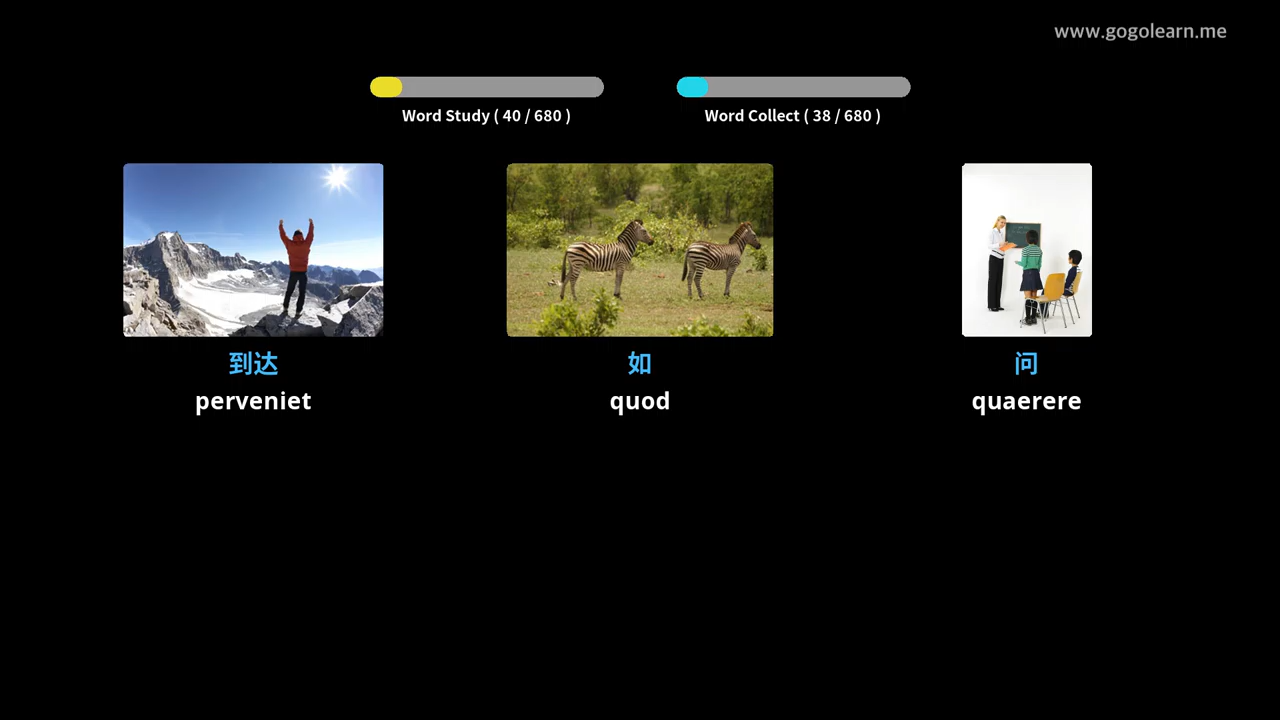 www.gogolearn.me
Word Study ( 40 / 680 )
Word Collect ( 38 / 680 )
到达
perveniet
如
quod
问
quaerere